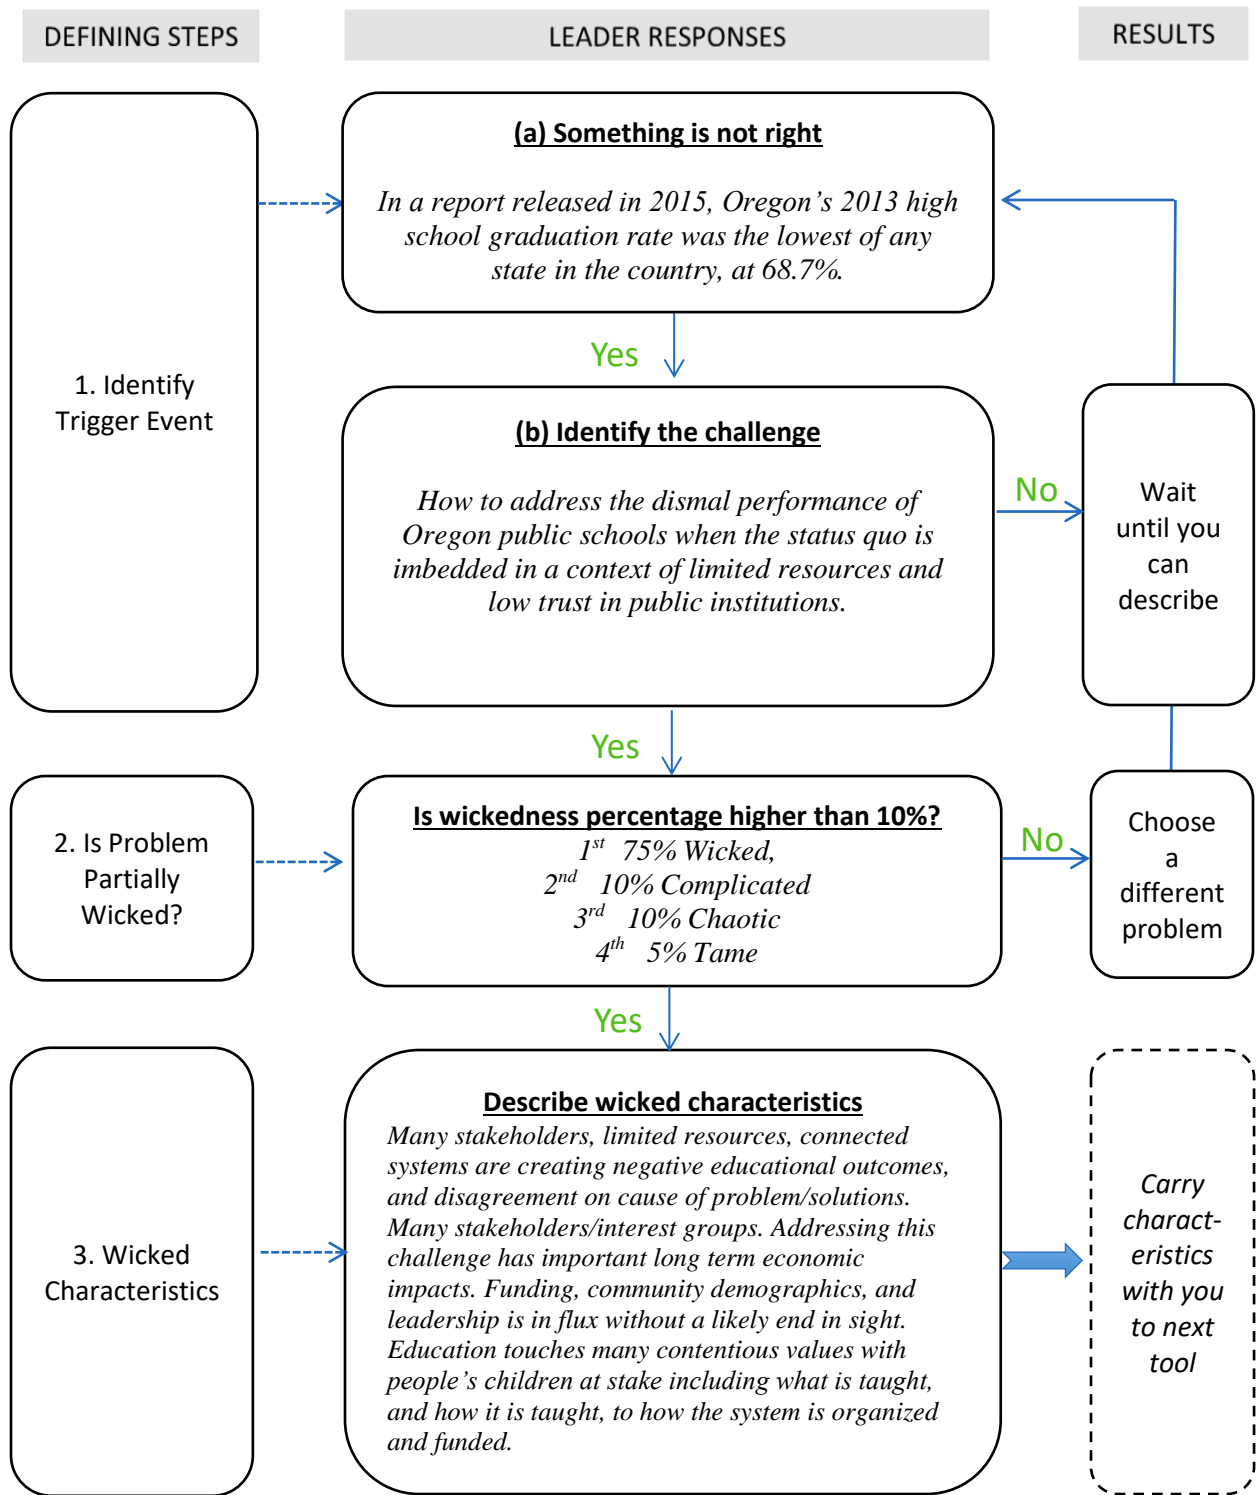 DEFINING STEPS
LEADER RESPONSES
RESULTS
1. Identify
Trigger Event
(a) Something is not right
In a report released in 2015, Oregon’s 2013 high
school graduation rate was the lowest of any
state in the country, at 68.7%.
Yes
(b) Identify the challenge
How to address the dismal performance of
Oregon public schools when the status quo is
imbedded in a context of limited resources and
low trust in public institutions.
No
Wait
until you
can
describe
Yes
2. Is Problem
Partially
Wicked?
Is wickedness percentage higher than 10%?
1st 75% Wicked,
2nd 10% Complicated
3rd 10% Chaotic
4th 5% Tame
No
Choose
a
different
problem
Yes
3. Wicked
Characteristics
Describe wicked characteristics
Many stakeholders, limited resources, connected
systems are creating negative educational outcomes,
and disagreement on cause of problem/solutions.
Many stakeholders/interest groups. Addressing this
challenge has important long term economic
impacts. Funding, community demographics, and
leadership is in flux without a likely end in sight.
Education touches many contentious values with
people’s children at stake including what is taught,
and how it is taught, to how the system is organized
and funded.
Carry
charact-
eristics
with you
to next
tool